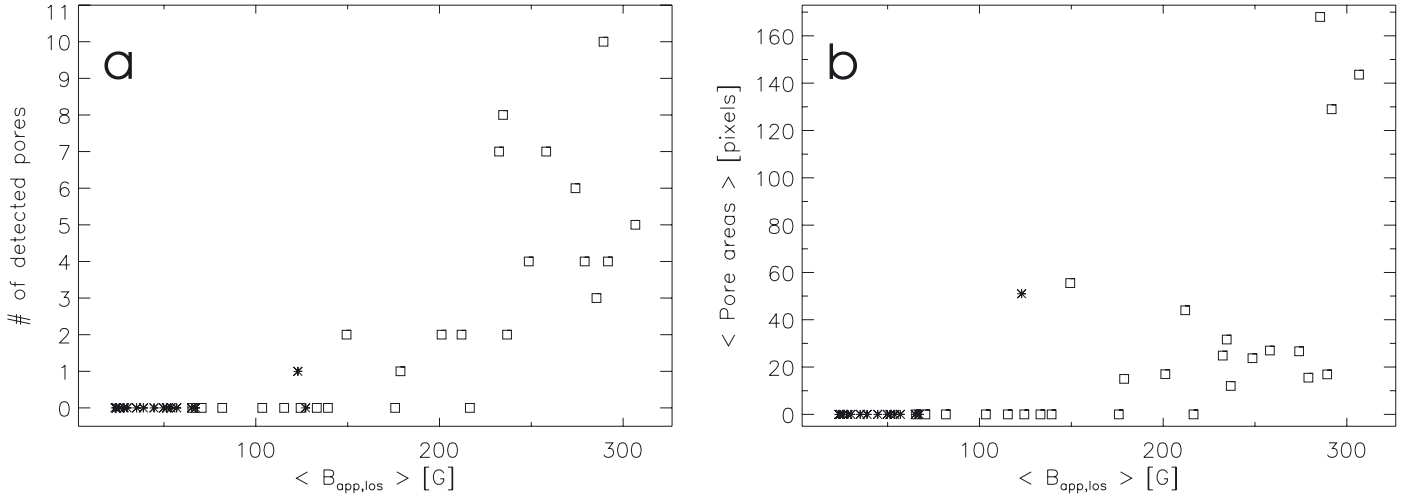 a
11
10
9
8
7
6
5
4
3
2
1
0
# of detected pores
100 200 300
< B_app,los > [G]
b
160
140
120
100
80
60
40
20
0
< Pore areas > [pixels]
100 200 300
< B_app,los > [G]